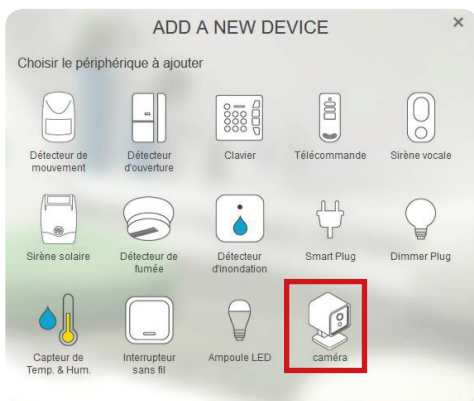 ADD A NEW DEVICE ×
Choisir le périphérique à ajouter
Détecteur de
mouvement
Détecteur
d'ouverture
Clavier
Télécommande
Sirène vocale
Sirène solaire
Détecteur de
fumée
Détecteur
d'inondation
Smart Plug
Dimmer Plug
Capteur de
Temp. & Hum.
Interrupteur
sans fil
Ampoule LED
caméra